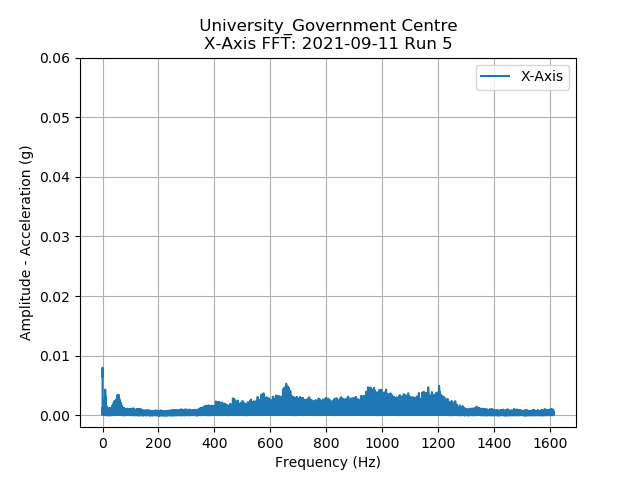 University_Government Centre
X-Axis FFT: 2021-09-11 Run 5
X-Axis
0.06
0.05
0.04
0.03
0.02
0.01
0.00
Amplitude - Acceleration (g)
0 200 400 600 800 1000 1200 1400 1600
Frequency (Hz)